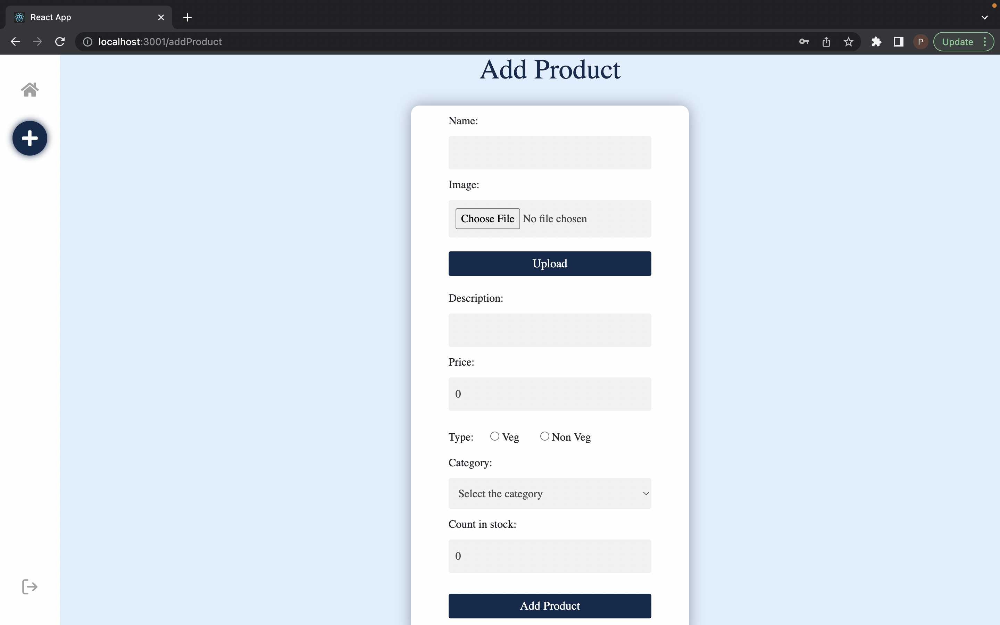 React App
localhost:3001/addProduct
P
Update
Add Product
Name:
Image:
Choose File No file chosen
Upload
Description:
Price:
0
Type: Veg Non Veg
Category:
Select the category
Count in stock:
0
Add Product